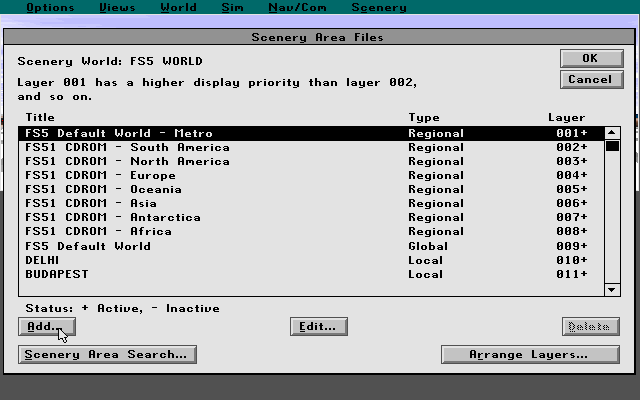 Options Views World Sim Nav/Com Scenery
Scenery Area Files
Scenery World: FS5 WORLD
OK
Layer 001 has a higher display priority than layer 002,
and so on.
Cancel
Title Type Layer
FS5 Default World - Metro Regional 001+
FS51 CDROM - South America Regional 002+
FS51 CDROM - North America Regional 003+
FS51 CDROM - Europe Regional 004+
FS51 CDROM - Oceania Regional 005+
FS51 CDROM - Asia Regional 006+
FS51 CDROM - Antarctica Regional 007+
FS51 CDROM - Africa Regional 008+
FS5 Default World Global 009+
DELHI Local 010+
BUDAPEST Local 011+
Status: + Active, - Inactive
Add... Edit... Delete
Scenery Area Search... Arrange Layers...